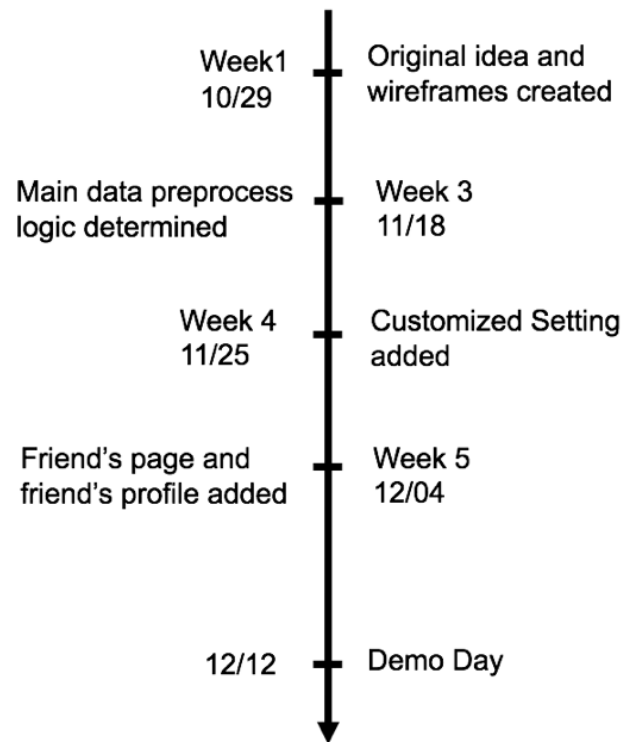 Week1
10/29
Original idea and
wireframes created
Main data preprocess
logic determined
Week 3
11/18
Week 4
11/25
Customized Setting
added
Friend's page and
friend's profile added
Week 5
12/04
12/12
Demo Day